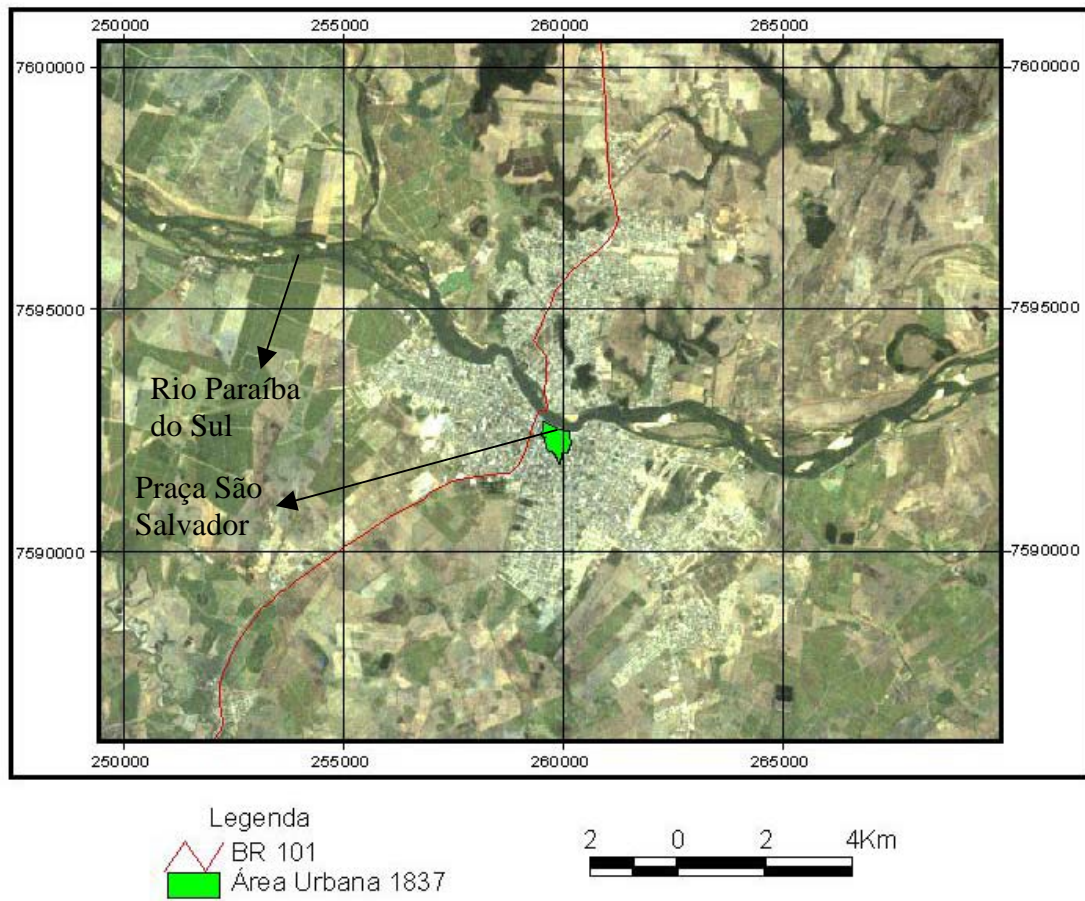 250000 255000 260000 265000
7600000 7600000
7595000 7595000
Rio Paraíba
do Sul
Praça São
Salvador
7590000 7590000
250000 255000 260000 265000
Legenda
BR 101
Área Urbana 1837
2 0 2 4Km